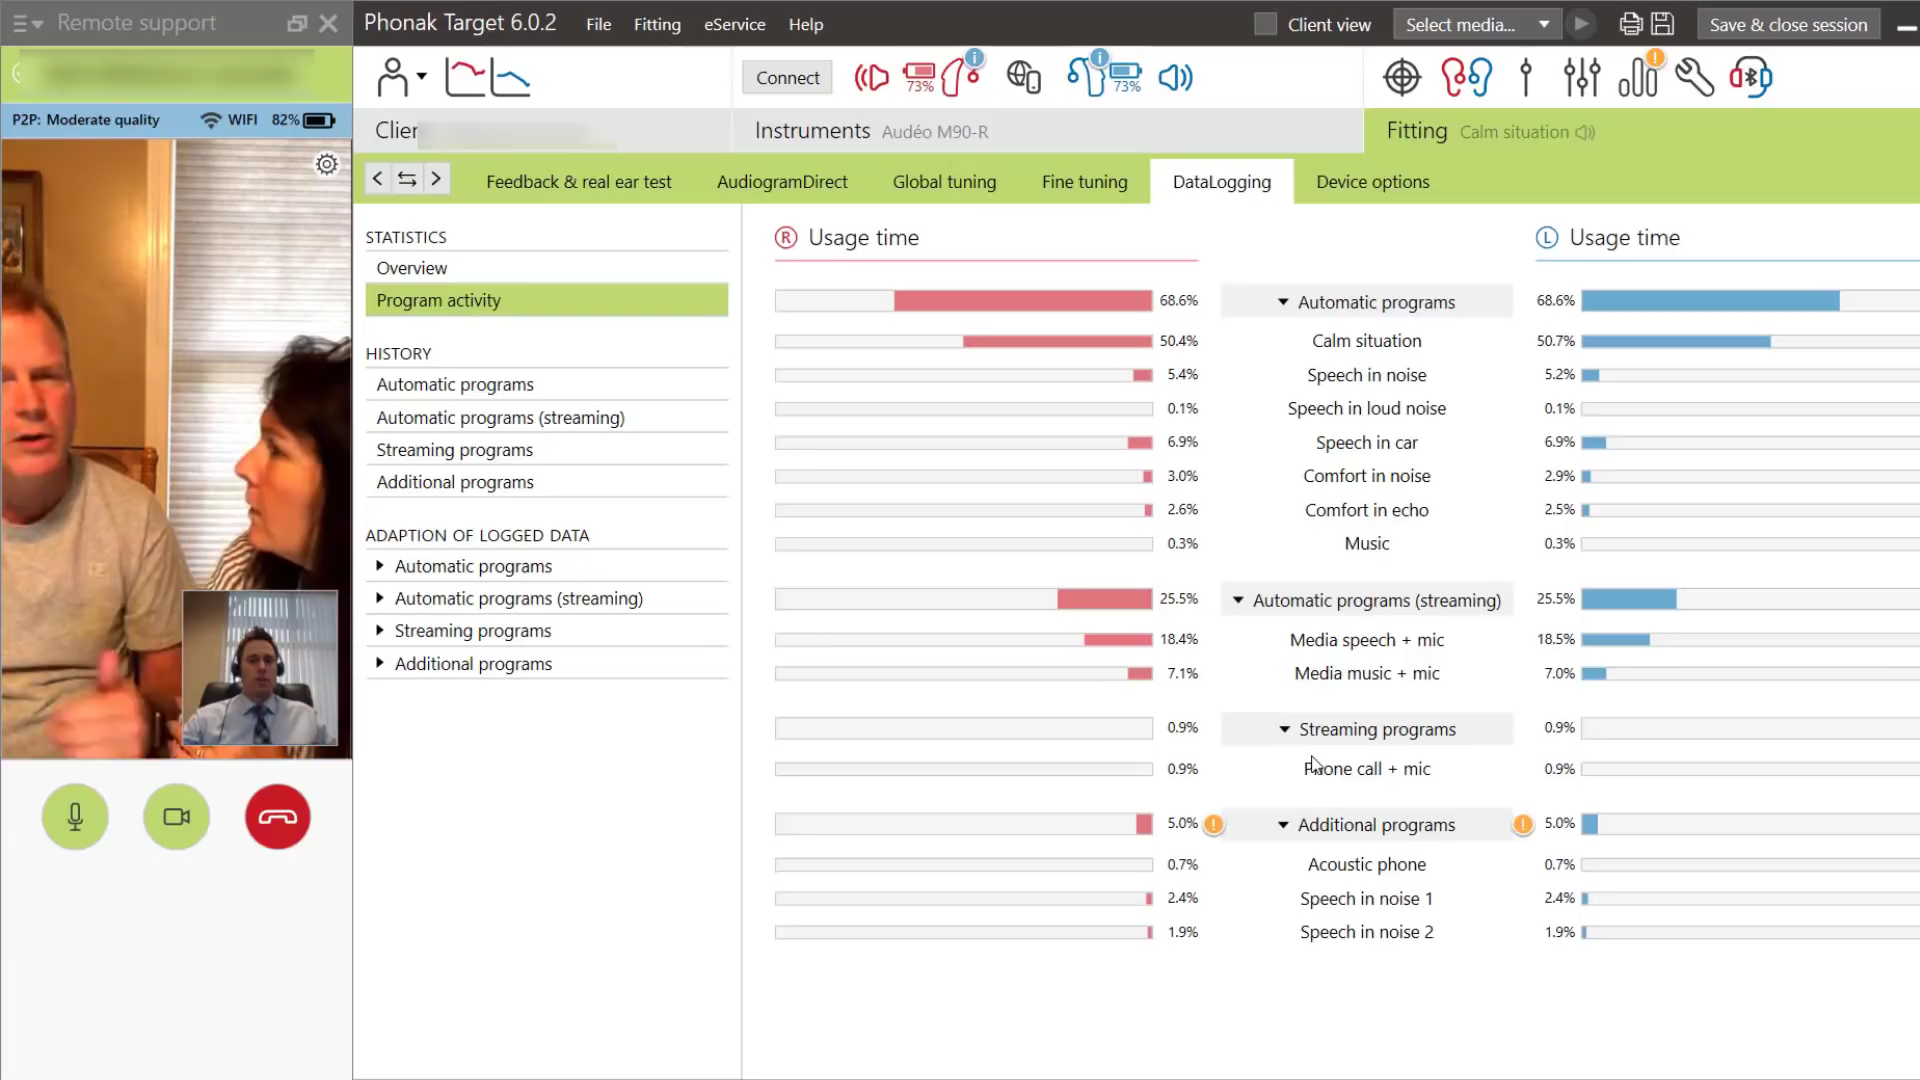 Remote support
Phonak Target 6.0.2 File Fitting eService Help Client view Select media... Save & close session
Connect 73% 73%
P2P: Moderate quality WIFI 82%
Instruments Audéo M90-R Fitting Calm situation
Feedback & real ear test AudiogramDirect Global tuning Fine tuning DataLogging Device options
STATISTICS
Overview
Program activity
HISTORY
Automatic programs
Automatic programs (streaming)
Streaming programs
Additional programs
ADAPTION OF LOGGED DATA
Automatic programs
Automatic programs (streaming)
Streaming programs
Additional programs
R Usage time L Usage time
68.6% Automatic programs 68.6%
50.4% Calm situation 50.7%
5.4% Speech in noise 5.2%
0.1% Speech in loud noise 0.1%
6.9% Speech in car 6.9%
3.0% Comfort in noise 2.9%
2.6% Comfort in echo 2.5%
0.3% Music 0.3%
25.5% Automatic programs (streaming) 25.5%
18.4% Media speech + mic 18.5%
7.1% Media music + mic 7.0%
0.9% Streaming programs 0.9%
0.9% Phone call + mic 0.9%
5.0% Additional programs 5.0%
0.7% Acoustic phone 0.7%
2.4% Speech in noise 1 2.4%
1.9% Speech in noise 2 1.9%